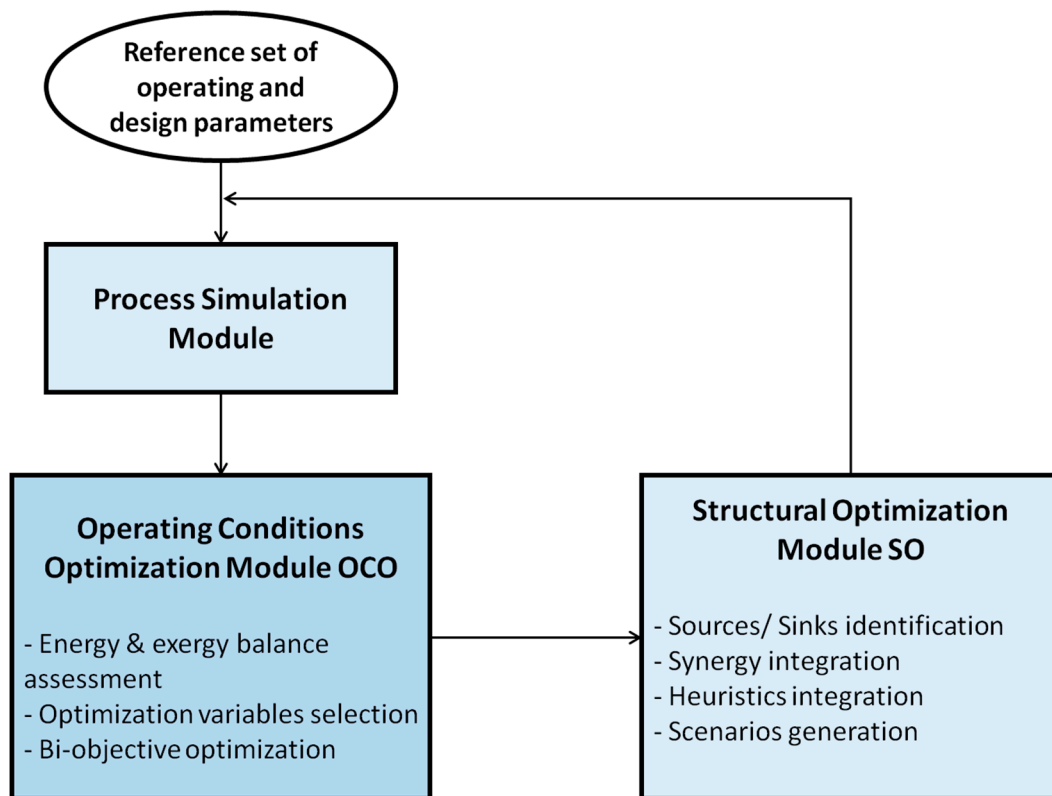 Reference set of
operating and
design parameters
Process Simulation
Module
Operating Conditions
Optimization Module OCO
- Energy & exergy balance
assessment
- Optimization variables selection
- Bi-objective optimization
Structural Optimization
Module SO
- Sources/ Sinks identification
- Synergy integration
- Heuristics integration
- Scenarios generation